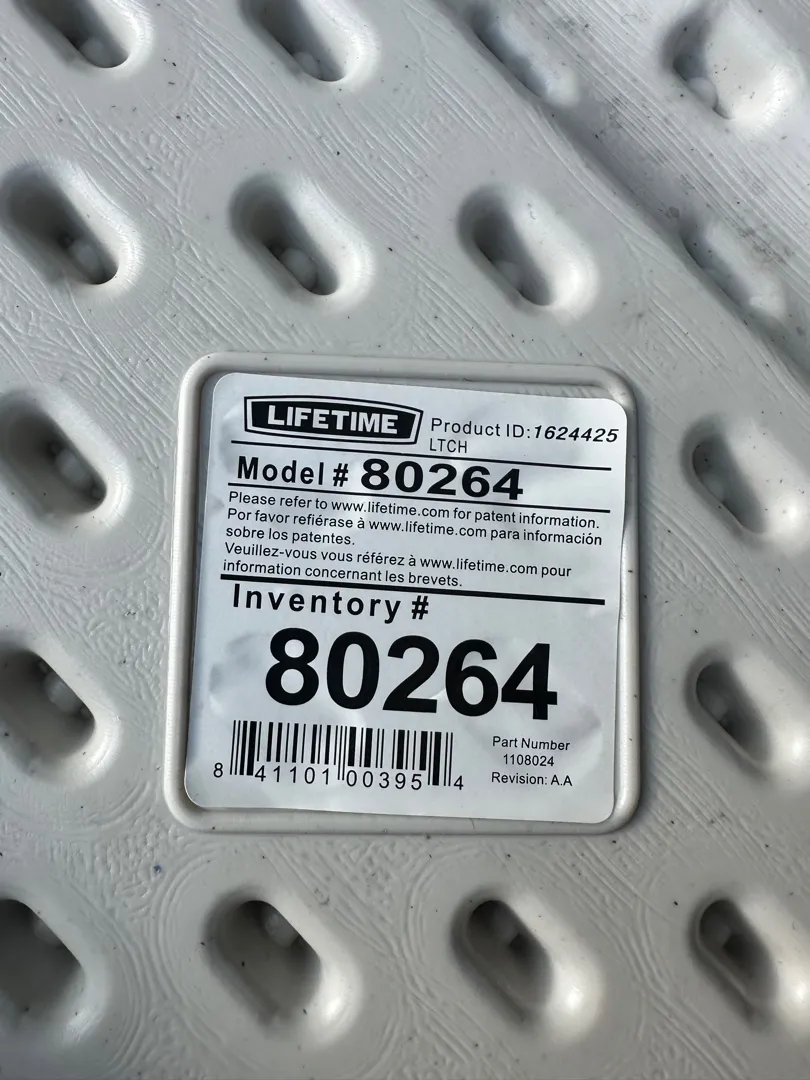 LIFETIME
Product ID: 1624425
LTCH
Model # 80264
Please refer to www.lifetime.com for patent information.
Por favor refiérase à www.lifetime.com para información
sobre los patentes.
Veuillez-vous vous référez à www.lifetime.com pour
information concernant les brevets.
Inventory #
80264
8 41101 00395 4
Part Number
1108024
Revision: A.A